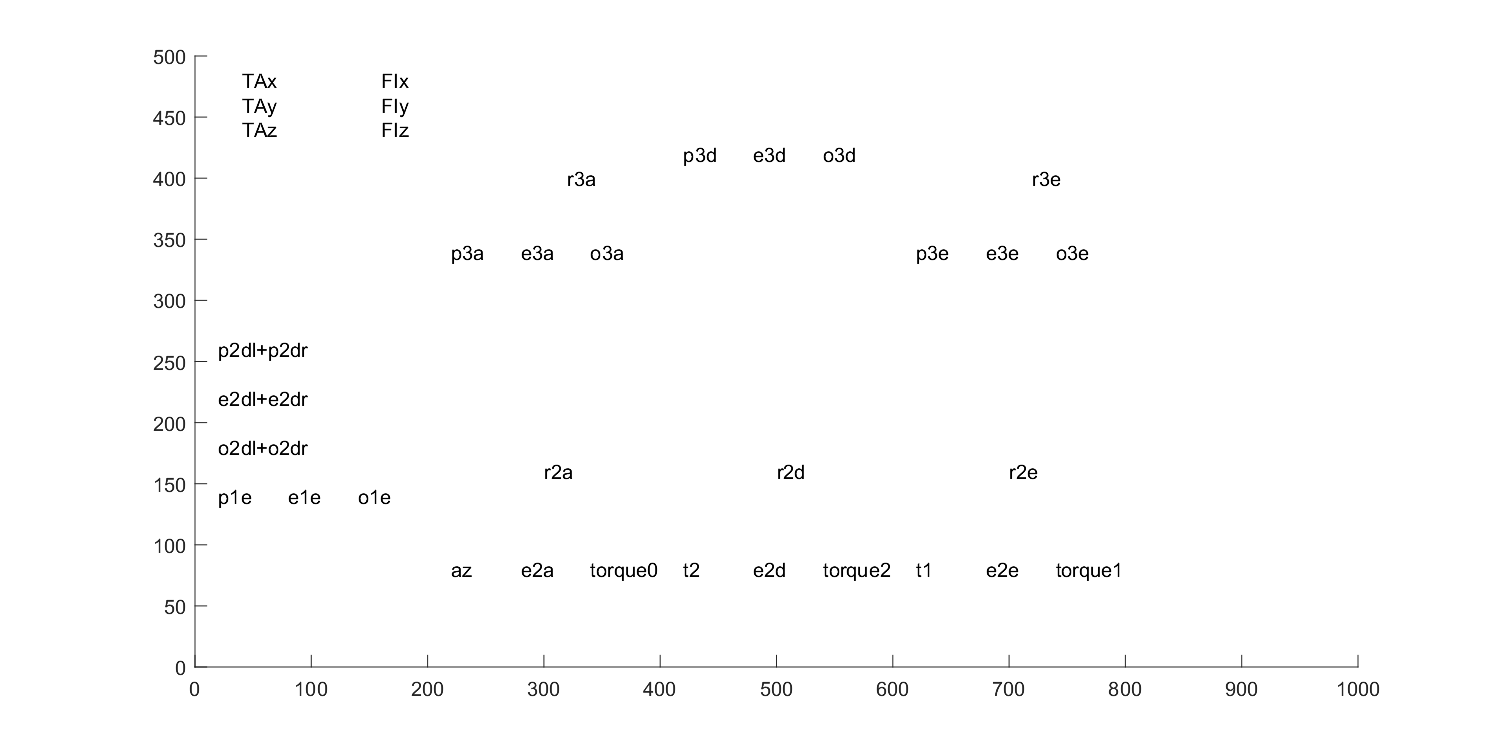 500
TAx FIx
TAy FIy
450
TAz FIz
p3d e3d o3d
400
r3a r3e
350
p3a e3a o3a p3e e3e o3e
300
p2dl+p2dr
250
e2dl+e2dr
200
o2dl+o2dr
r2a r2d r2e
150
p1e e1e o1e
100
az e2a torque0 t2 e2d torque2 t1 e2e torque1
50
0
0 100 200 300 400 500 600 700 800 900 1000